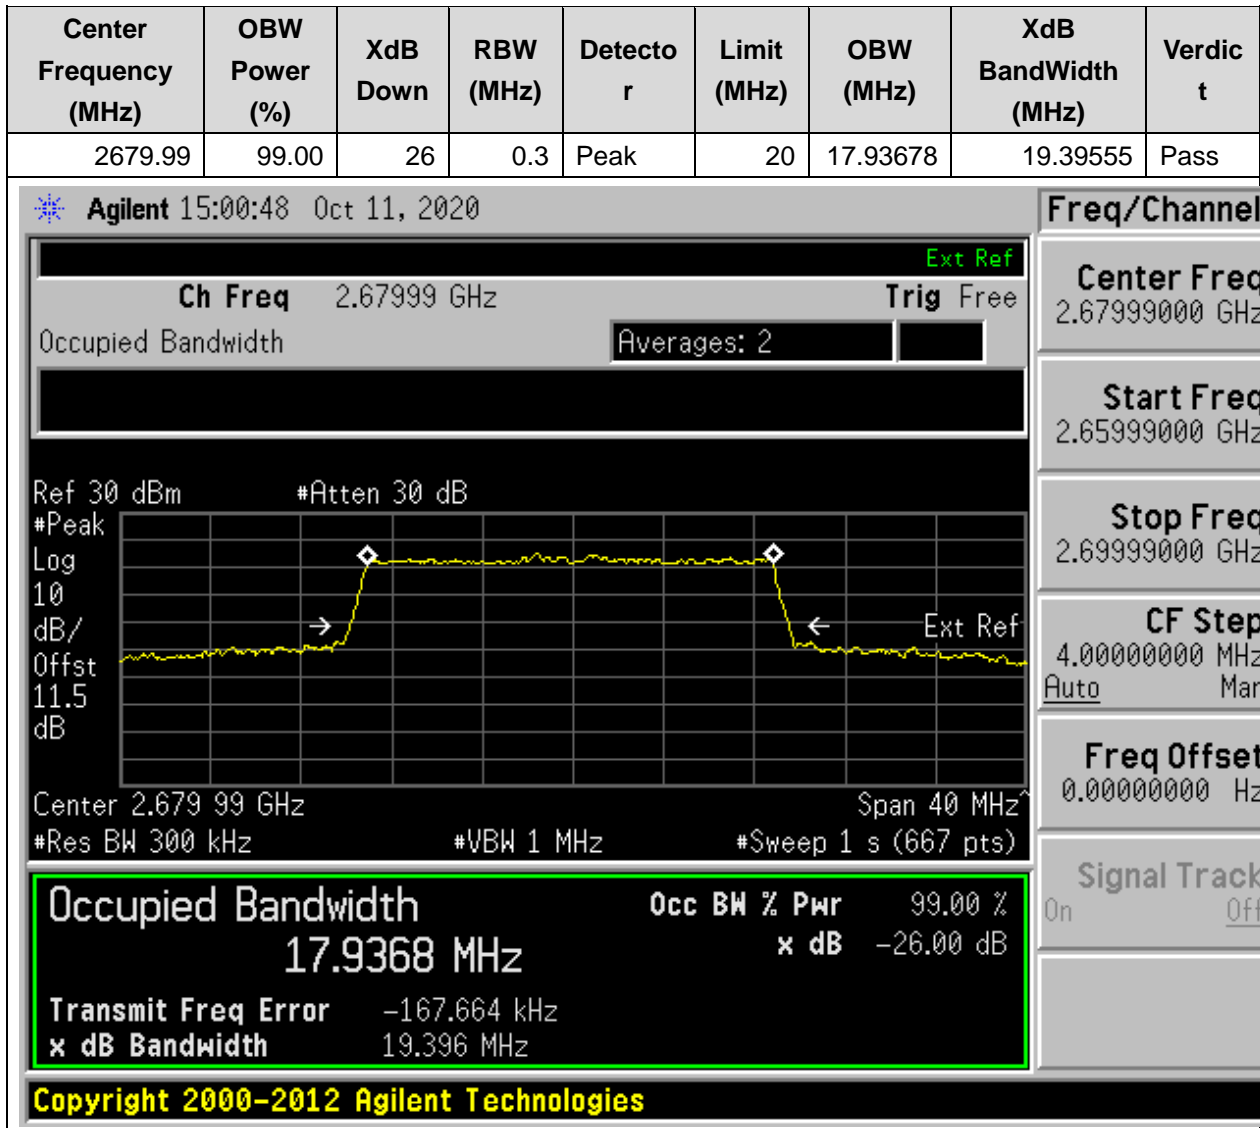 Center Frequency (MHz) OBW Power (%) XdB Down RBW (MHz) Detecto r Limit (MHz) OBW (MHz) XdB BandWidth (MHz) Verdic t
2679.99 99.00 26 0.3 Peak 20 17.93678 19.39555 Pass
Agilent 15:00:48 Oct 11, 2020
Freq/Channel
Ext Ref
Ch Freq 2.67999 GHz Trig Free
Occupied Bandwidth Averages: 2
Center Freq
2.67999000 GHz
Start Freq
2.65999000 GHz
Stop Freq
2.69999000 GHz
CF Step
4.00000000 MHz
Auto Man
Freq Offset
0.00000000 Hz
Signal Track
On Off
Ref 30 dBm #Atten 30 dB
#Peak
Log
10
dB/
Offst
11.5
dB
Ext Ref
Center 2.679 99 GHz Span 40 MHz^
#Res BW 300 kHz #VBW 1 MHz #Sweep 1 s (667 pts)
Occupied Bandwidth Occ BW % Pwr 99.00 %
17.9368 MHz x dB -26.00 dB
Transmit Freq Error -167.664 kHz
x dB Bandwidth 19.396 MHz
Copyright 2000-2012 Agilent Technologies